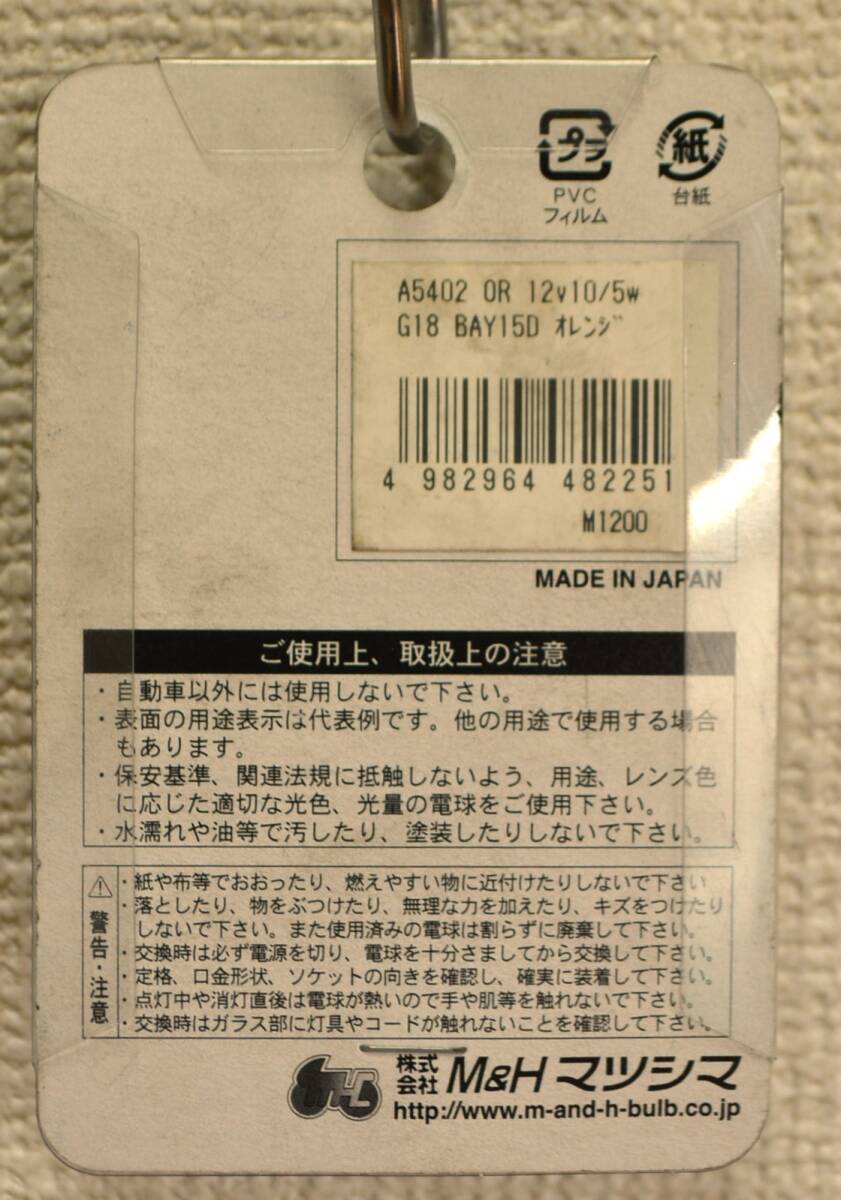 プラ
PVC
フィルム
紙
台紙
A5402 OR 12v10/5w
G18 BAY15D ｵﾚﾝｼﾞ
4 982964 482251
M1200
MADE IN JAPAN
ご使用上、取扱上の注意
・自動車以外には使用しないで下さい。
・表面の用途表示は代表例です。他の用途で使用する場合
もあります。
・保安基準、関連法規に抵触しないよう、用途、レンズ色
に応じた適切な光色、光量の電球をご使用下さい。
・水濡れや油等で汚したり、塗装したりしないで下さい。
警告・注意
・紙や布等でおおったり、燃えやすい物に近付けたりしないで下さい
・落としたり、物をぶつけたり、無理な力を加えたり、キズをつけたり
しないで下さい。また使用済みの電球は割らずに廃棄して下さい。
・交換時は必ず電源を切り、電球を十分さましてから交換して下さい。
・定格、口金形状、ソケットの向きを確認し、確実に装着して下さい。
・点灯中や消灯直後は電球が熱いので手や肌等を触れないで下さい。
・交換時はガラス部に灯具やコードが触れないことを確認して下さい。
株式会社 M&H マツシマ
http://www.m-and-h-bulb.co.jp